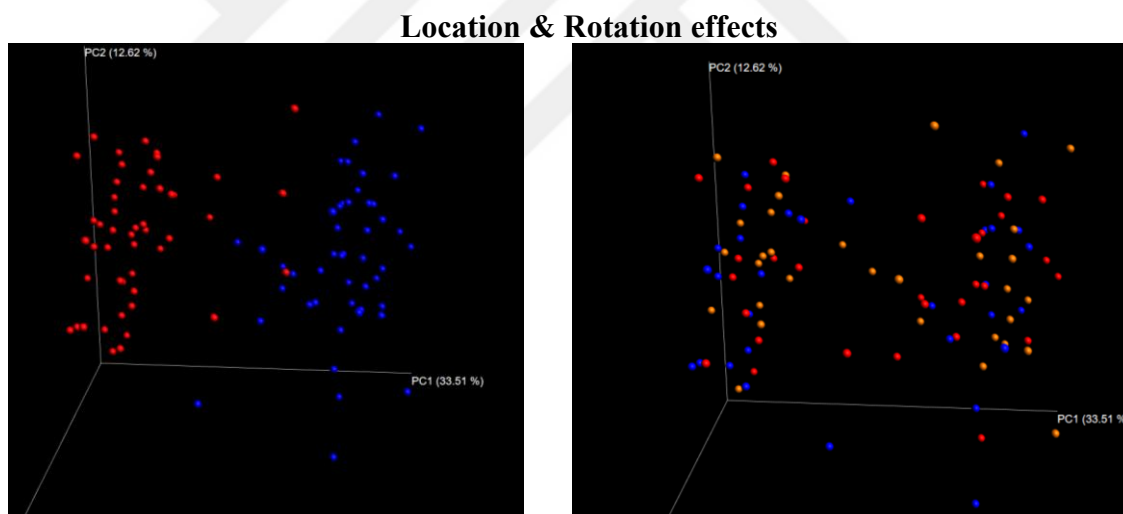 Location & Rotation effects
PC2 (12.62 %)
PC1 (33.51 %)
PC2 (12.62 %)
PC1 (33.51 %